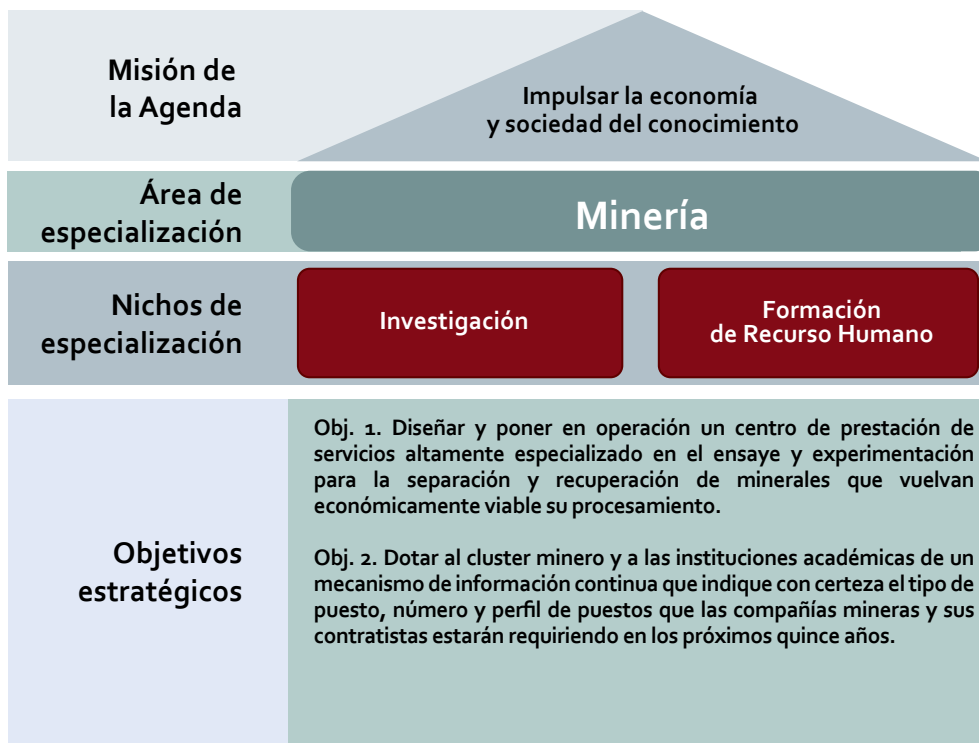 Misión de
la Agenda
Impulsar la economía
y sociedad del conocimiento
Área de
especialización
Minería
Nichos de
especialización
Investigación
Formación
de Recurso Humano
Objetivos
estratégicos
Obj. 1. Diseñar y poner en operación un centro de prestación de
servicios altamente especializado en el ensaye y experimentación
para la separación y recuperación de minerales que vuelvan
económicamente viable su procesamiento.
Obj. 2. Dotar al cluster minero y a las instituciones académicas de un
mecanismo de información continua que indique con certeza el tipo de
puesto, número y perfil de puestos que las compañías mineras y sus
contratistas estarán requiriendo en los próximos quince años.